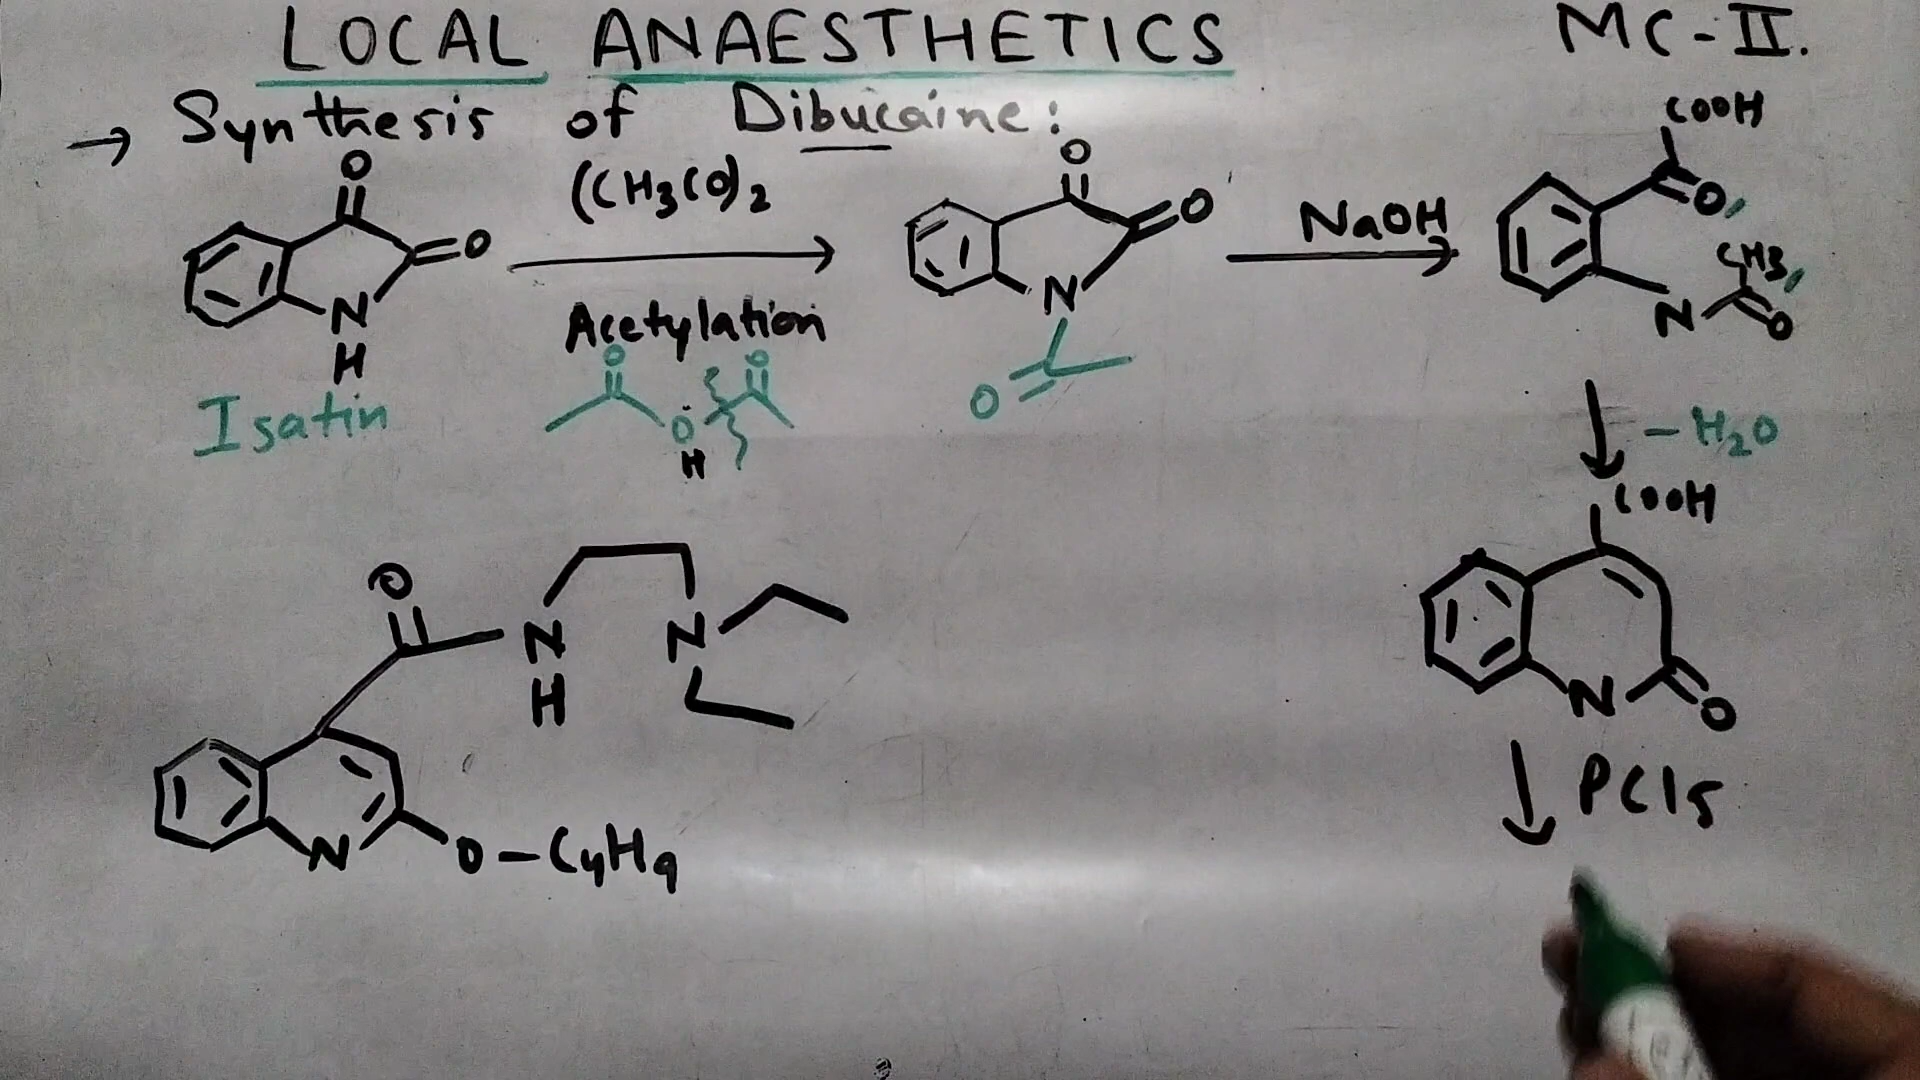 LOCAL ANAESTHETICS
MC-II.
→ Synthesis of Dibucaine:
O
O
N
H
Isatin
(CH3CO)2
Acetylation
O
O
O
H
O
O
N
O
NaOH
COOH
O
CH3
N
O
-H2O
COOH
N
O
PCl5
O
N
H
N
N
O-C4H9